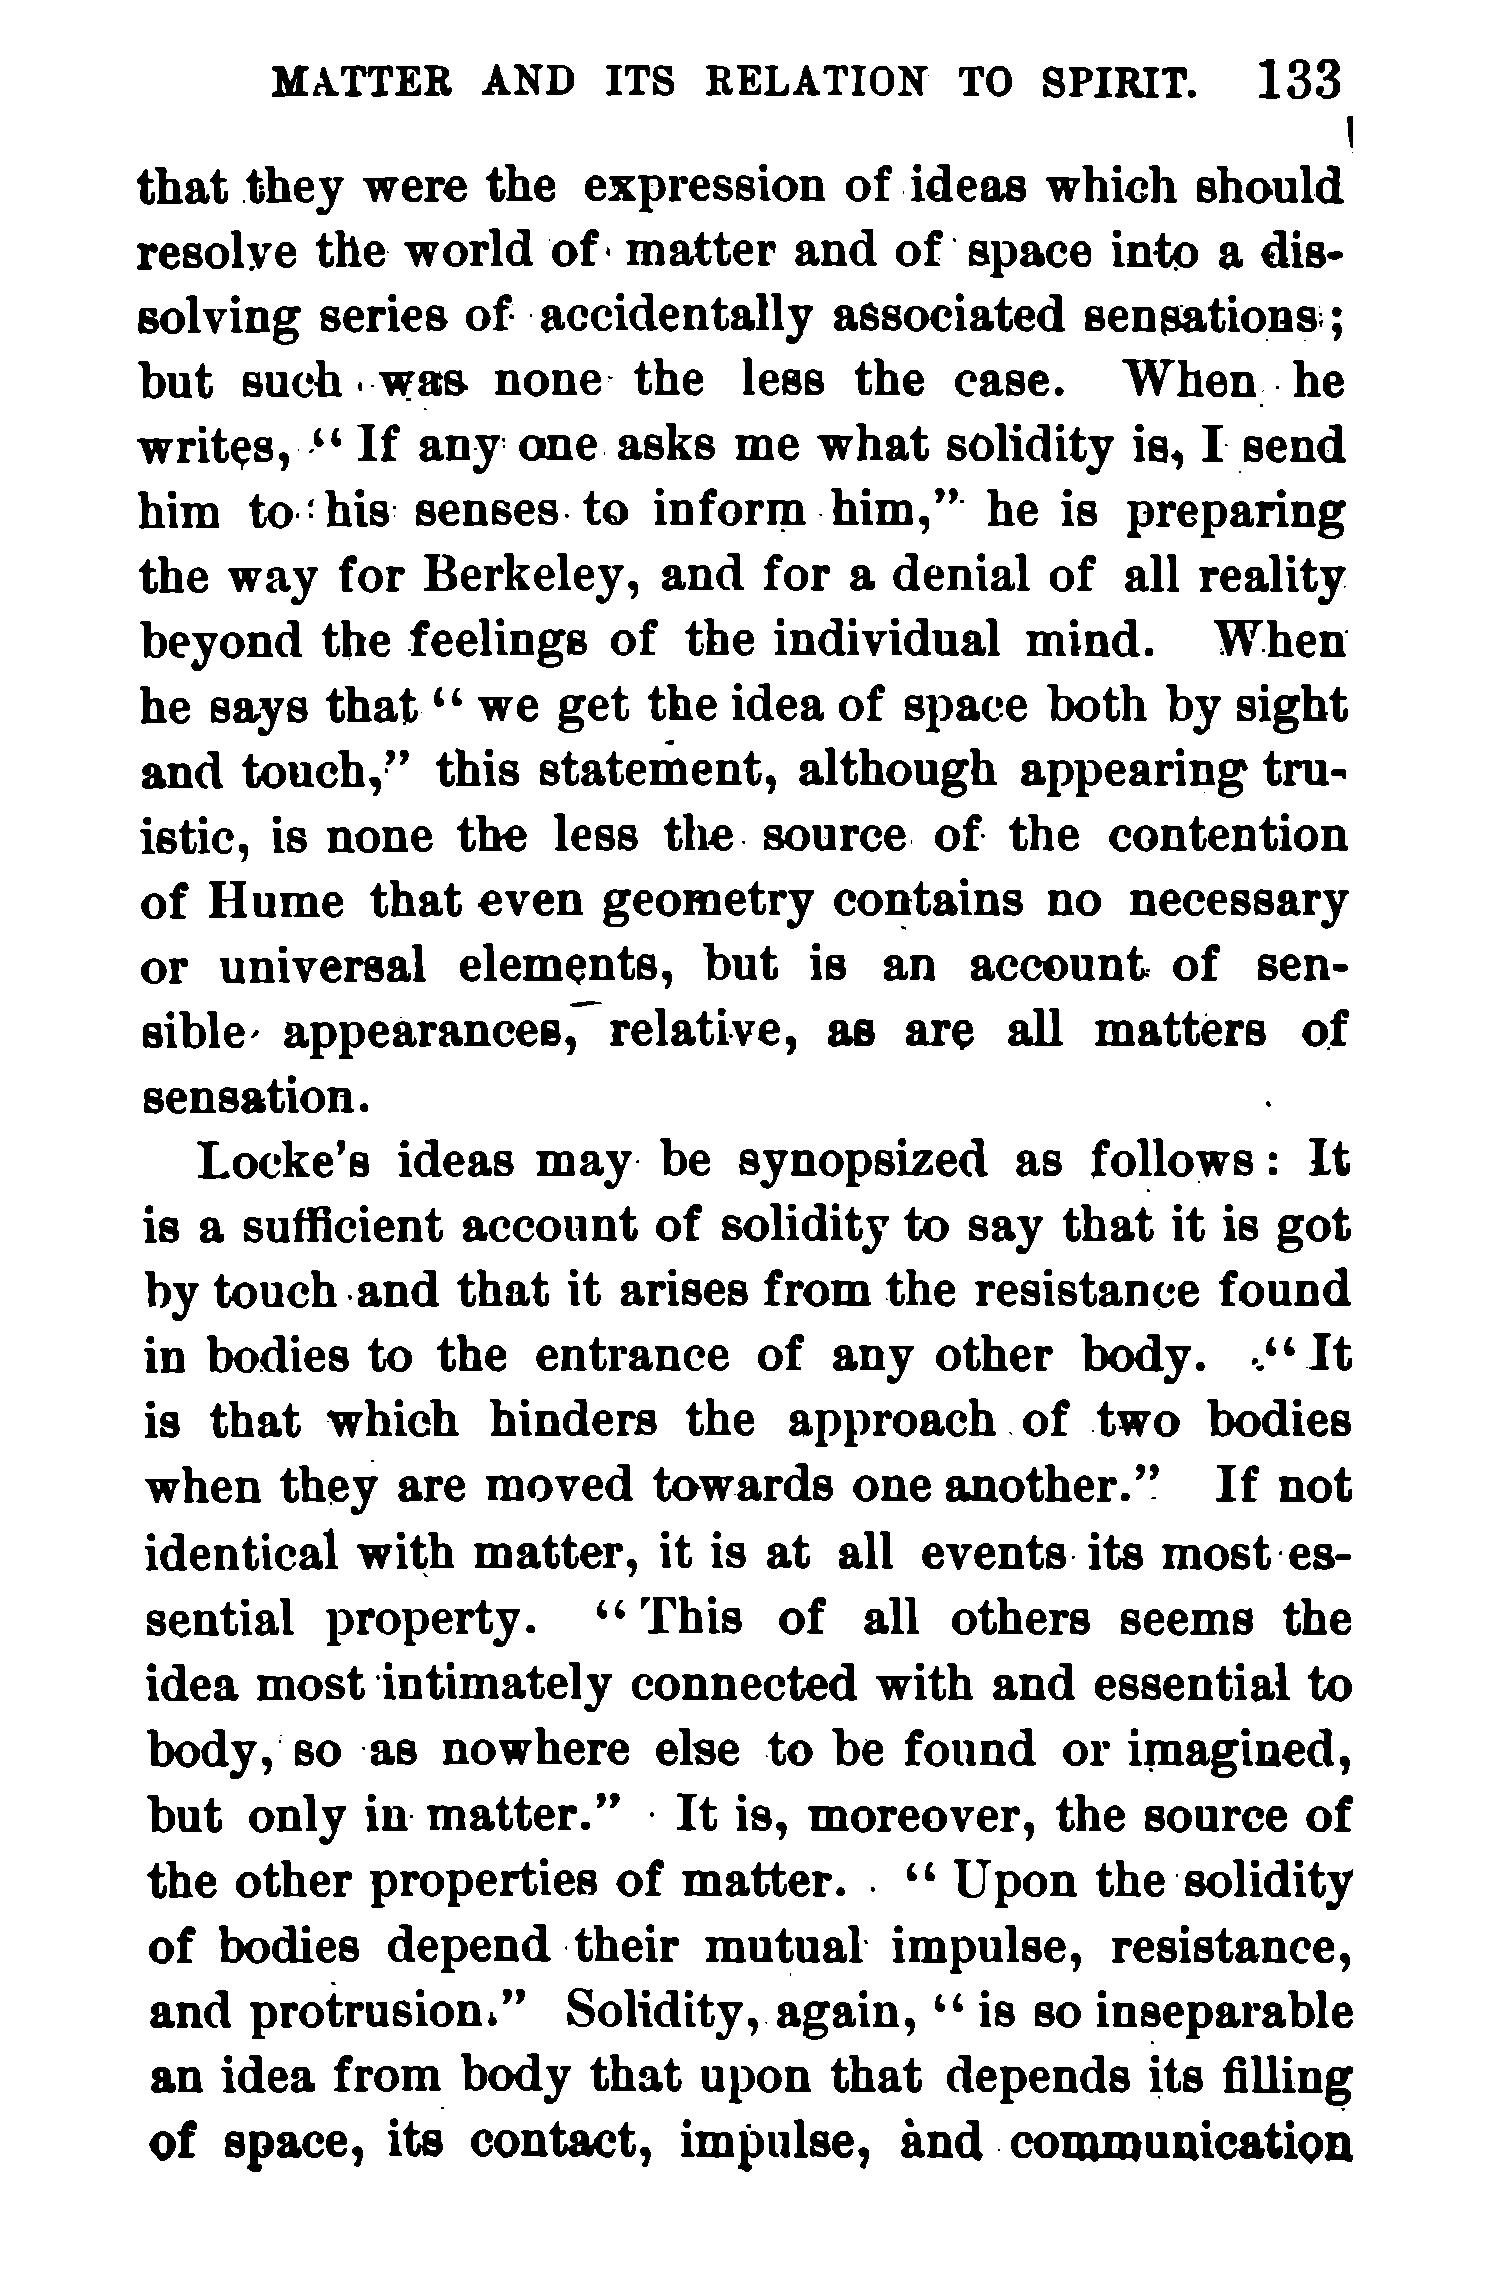 MATTER AND ITS RELATION TO SPIRIT. 133
that they were the expression of ideas which should
resolve the world of matter and of space into a dis-
solving series of accidentally associated sensations;
but such was none the less the case. When he
writes, “If any one asks me what solidity is, I send
him to his senses to inform him,” he is preparing
the way for Berkeley, and for a denial of all reality
beyond the feelings of the individual mind. When
he says that “we get the idea of space both by sight
and touch,” this statement, although appearing tru-
istic, is none the less the source of the contention
of Hume that even geometry contains no necessary
or universal elements, but is an account of sen-
sible appearances, relative, as are all matters of
sensation.
Locke’s ideas may be synopsized as follows: It
is a sufficient account of solidity to say that it is got
by touch and that it arises from the resistance found
in bodies to the entrance of any other body. “It
is that which hinders the approach of two bodies
when they are moved towards one another.” If not
identical with matter, it is at all events its most es-
sential property. “This of all others seems the
idea most intimately connected with and essential to
body, so as nowhere else to be found or imagined,
but only in matter.” It is, moreover, the source of
the other properties of matter. “Upon the solidity
of bodies depend their mutual impulse, resistance,
and protrusion.” Solidity, again, “is so inseparable
an idea from body that upon that depends its filling
of space, its contact, impulse, and communication